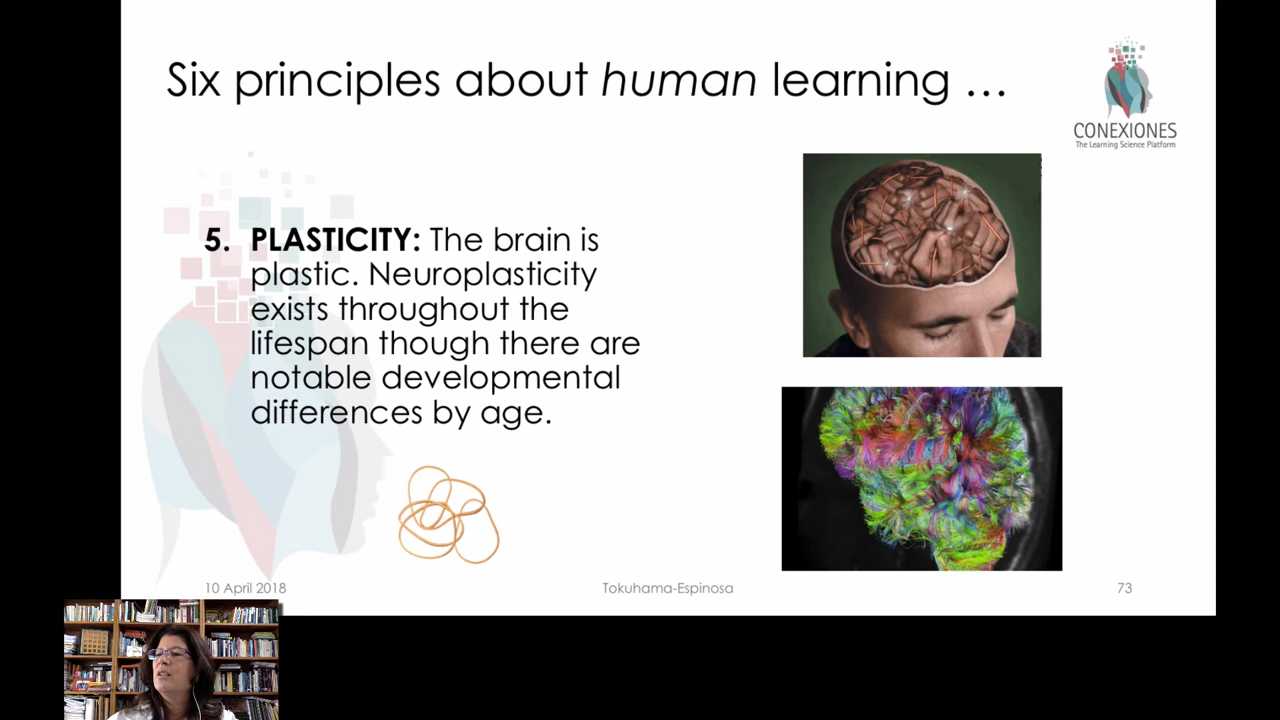 Six principles about human learning …
CONEXIONES
The Learning Science Platform
5. PLASTICITY: The brain is
plastic. Neuroplasticity
exists throughout the
lifespan though there are
notable developmental
differences by age.
10 April 2018
Tokuhama-Espinosa
73